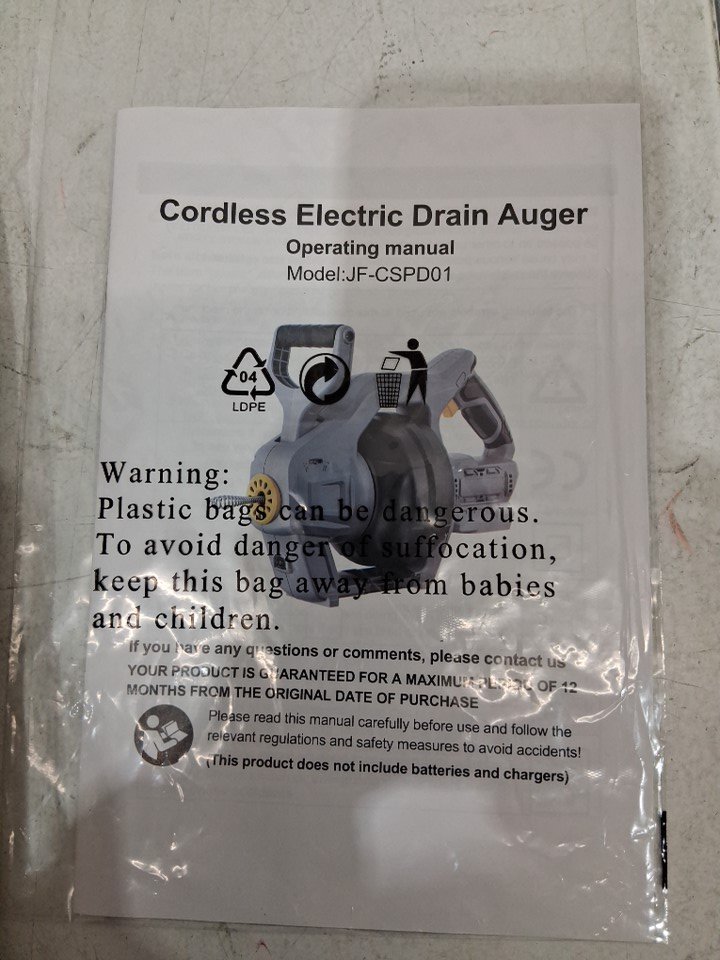 Cordless Electric Drain Auger
Operating manual
Model:JF-CSPD01
04
LDPE
Warning:
Plastic bags can be dangerous.
To avoid danger of suffocation,
keep this bag away from babies
and children.
If you have any questions or comments, please contact us
YOUR PRODUCT IS GUARANTEED FOR A MAXIMUM PERIOD OF 12
MONTHS FROM THE ORIGINAL DATE OF PURCHASE
Please read this manual carefully before use and follow the
relevant regulations and safety measures to avoid accidents!
(This product does not include batteries and chargers)